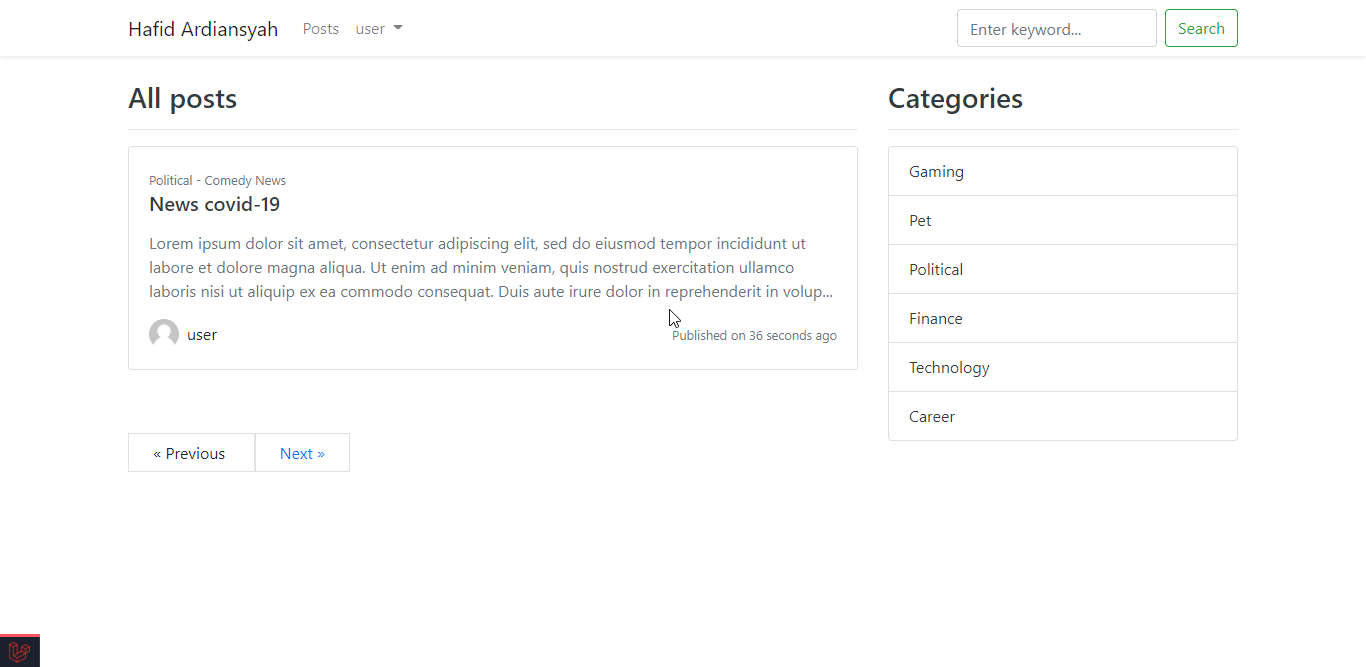 Hafid Ardiansyah Posts user Enter keyword... Search
All posts
Political - Comedy News
News covid-19
Lorem ipsum dolor sit amet, consectetur adipiscing elit, sed do eiusmod tempor incididunt ut
labore et dolore magna aliqua. Ut enim ad minim veniam, quis nostrud exercitation ullamco
laboris nisi ut aliquip ex ea commodo consequat. Duis aute irure dolor in reprehenderit in volup...
user Published on 36 seconds ago
« Previous Next »
Categories
Gaming
Pet
Political
Finance
Technology
Career